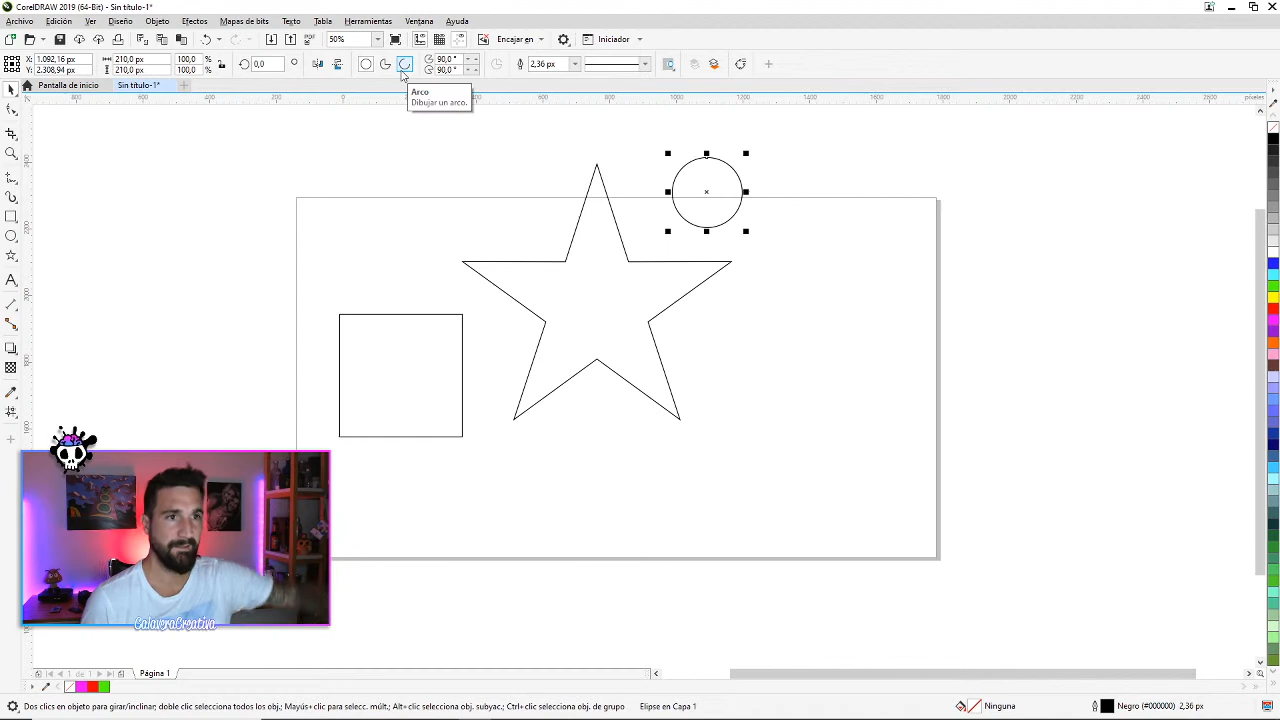 CorelDRAW 2019 (64-Bit) - Sin título-1*
Archivo Edición Ver Diseño Objeto Efectos Mapas de bits Texto Tabla Herramientas Ventana Ayuda
50% Encajar en Iniciador
X: 1.092,16 px 210,0 px 100,0 % 0,0 90,0 ° 2,36 px
Y: 2.308,94 px 210,0 px 100,0 % 90,0 °
Pantalla de inicio Sin título-1*
Arco
Dibujar un arco.
píxeles
CalaveraCreativa
1 de 1 Página 1
Dos clics en objeto para girar/inclinar; doble clic selecciona todos los obj.; Mayús+clic para selecc. múlt.; Alt+clic selecciona obj. subyac.; Ctrl+clic selecciona obj. de grupo Elipse en Capa 1 Ninguna Negro (#000000) 2,36 px